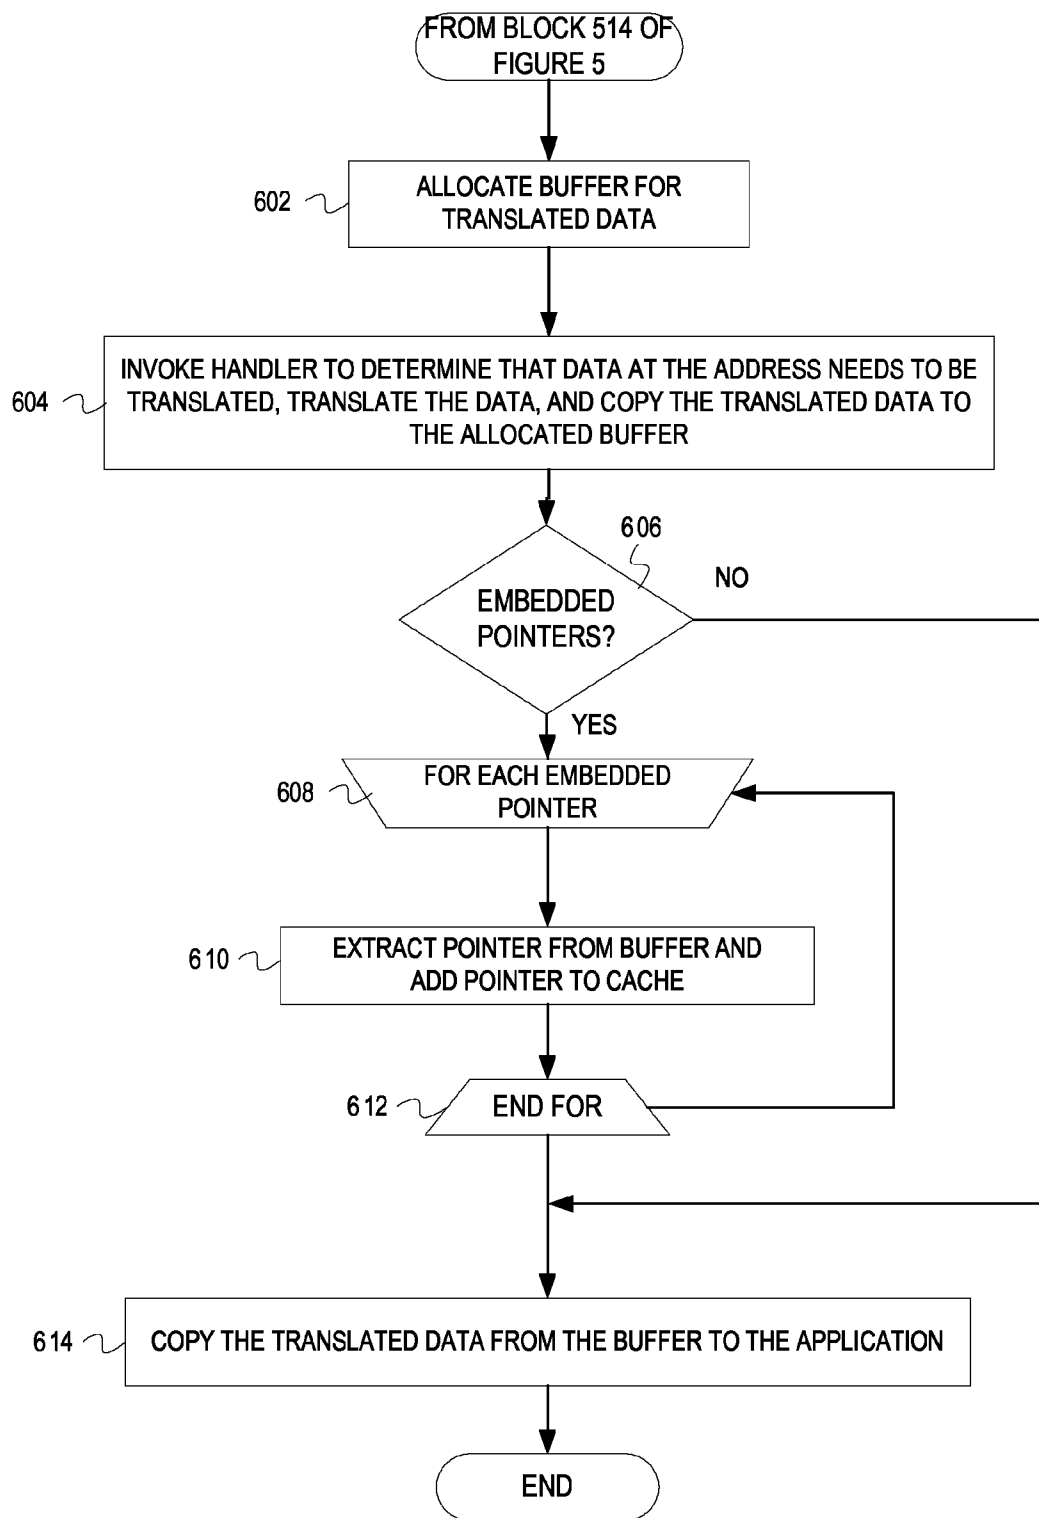 FROM BLOCK 514 OF
FIGURE 5
602
ALLOCATE BUFFER FOR
TRANSLATED DATA
604
INVOKE HANDLER TO DETERMINE THAT DATA AT THE ADDRESS NEEDS TO BE
TRANSLATED, TRANSLATE THE DATA, AND COPY THE TRANSLATED DATA TO
THE ALLOCATED BUFFER
606
EMBEDDED
POINTERS?
NO
YES
608
FOR EACH EMBEDDED
POINTER
610
EXTRACT POINTER FROM BUFFER AND
ADD POINTER TO CACHE
612
END FOR
614
COPY THE TRANSLATED DATA FROM THE BUFFER TO THE APPLICATION
END